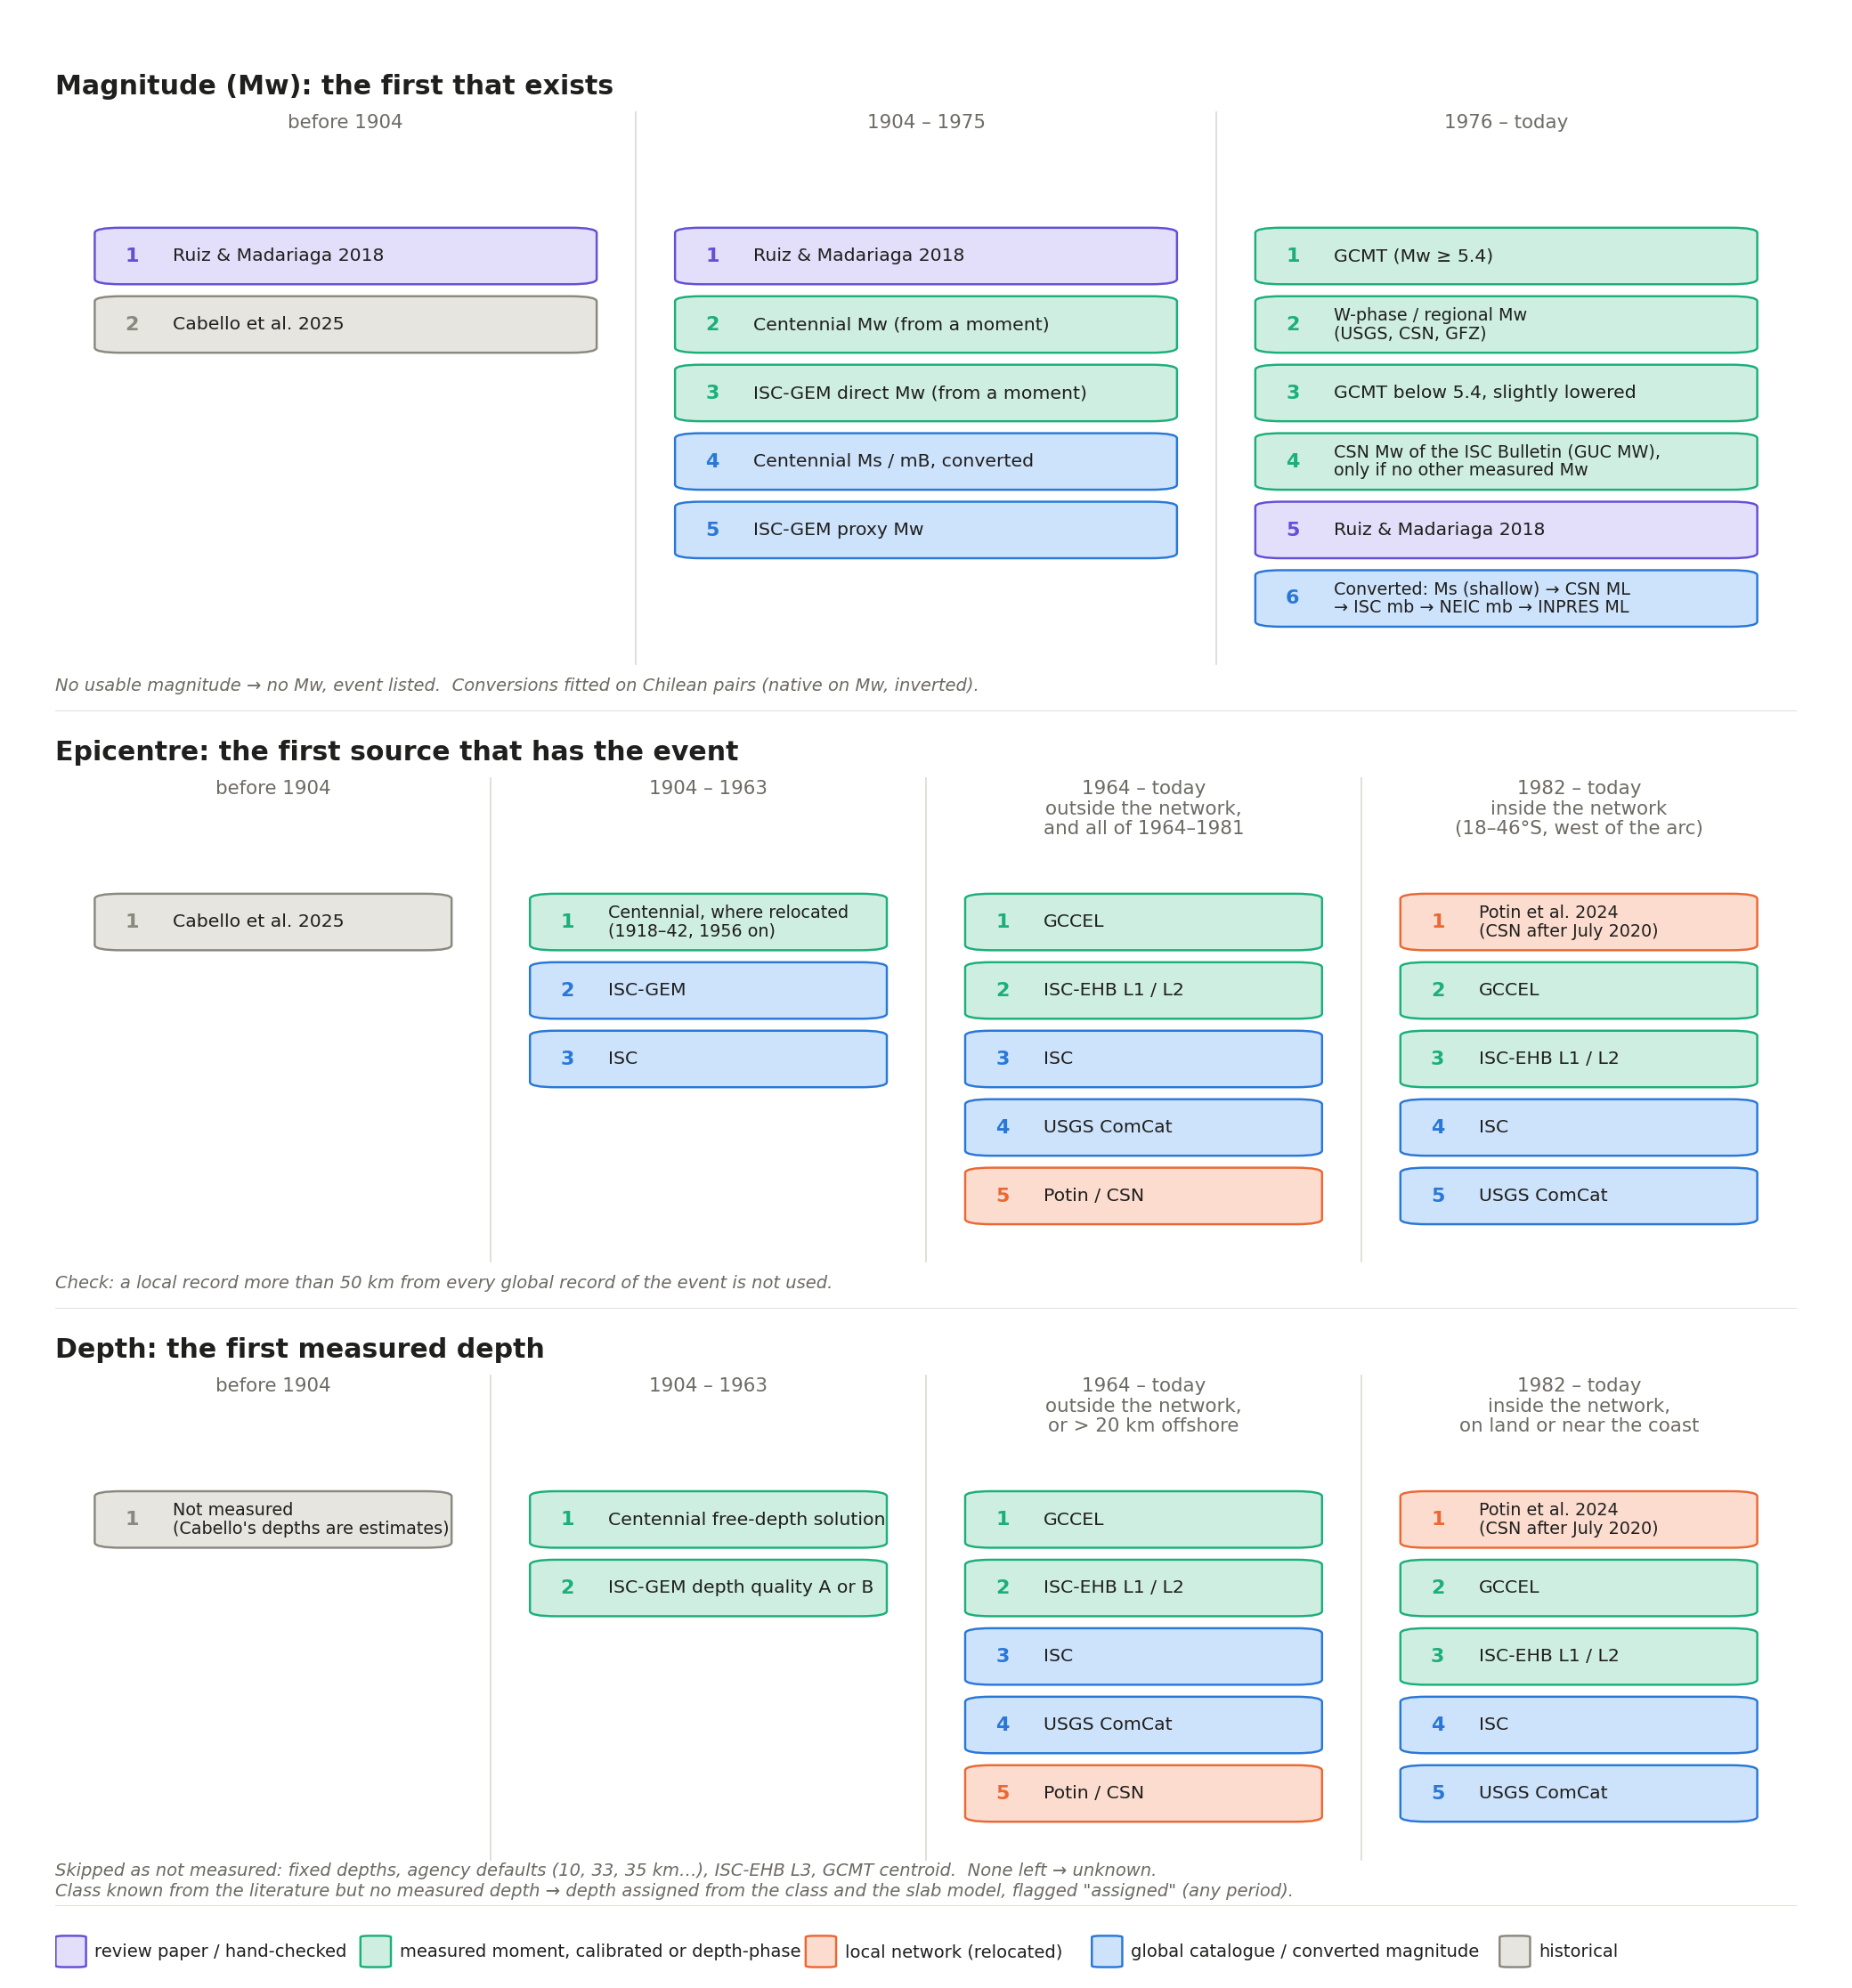 Magnitude (Mw): the first that exists
before 1904
1 Ruiz & Madariaga 2018
2 Cabello et al. 2025
1904 – 1975
1 Ruiz & Madariaga 2018
2 Centennial Mw (from a moment)
3 ISC-GEM direct Mw (from a moment)
4 Centennial Ms / mB, converted
5 ISC-GEM proxy Mw
1976 – today
1 GCMT (Mw ≥ 5.4)
2 W-phase / regional Mw
(USGS, CSN, GFZ)
3 GCMT below 5.4, slightly lowered
4 CSN Mw of the ISC Bulletin (GUC MW),
only if no other measured Mw
5 Ruiz & Madariaga 2018
6 Converted: Ms (shallow) → CSN ML
→ ISC mb → NEIC mb → INPRES ML
No usable magnitude → no Mw, event listed.  Conversions fitted on Chilean pairs (native on Mw, inverted).
Epicentre: the first source that has the event
before 1904
1 Cabello et al. 2025
1904 – 1963
1 Centennial, where relocated
(1918–42, 1956 on)
2 ISC-GEM
3 ISC
1964 – today
outside the network,
and all of 1964–1981
1 GCCEL
2 ISC-EHB L1 / L2
3 ISC
4 USGS ComCat
5 Potin / CSN
1982 – today
inside the network
(18–46°S, west of the arc)
1 Potin et al. 2024
(CSN after July 2020)
2 GCCEL
3 ISC-EHB L1 / L2
4 ISC
5 USGS ComCat
Check: a local record more than 50 km from every global record of the event is not used.
Depth: the first measured depth
before 1904
1 Not measured
(Cabello's depths are estimates)
1904 – 1963
1 Centennial free-depth solution
2 ISC-GEM depth quality A or B
1964 – today
outside the network,
or > 20 km offshore
1 GCCEL
2 ISC-EHB L1 / L2
3 ISC
4 USGS ComCat
5 Potin / CSN
1982 – today
inside the network,
on land or near the coast
1 Potin et al. 2024
(CSN after July 2020)
2 GCCEL
3 ISC-EHB L1 / L2
4 ISC
5 USGS ComCat
Skipped as not measured: fixed depths, agency defaults (10, 33, 35 km…), ISC-EHB L3, GCMT centroid.  None left → unknown.
Class known from the literature but no measured depth → depth assigned from the class and the slab model, flagged "assigned" (any period).
review paper / hand-checked
measured moment, calibrated or depth-phase
local network (relocated)
global catalogue / converted magnitude
historical